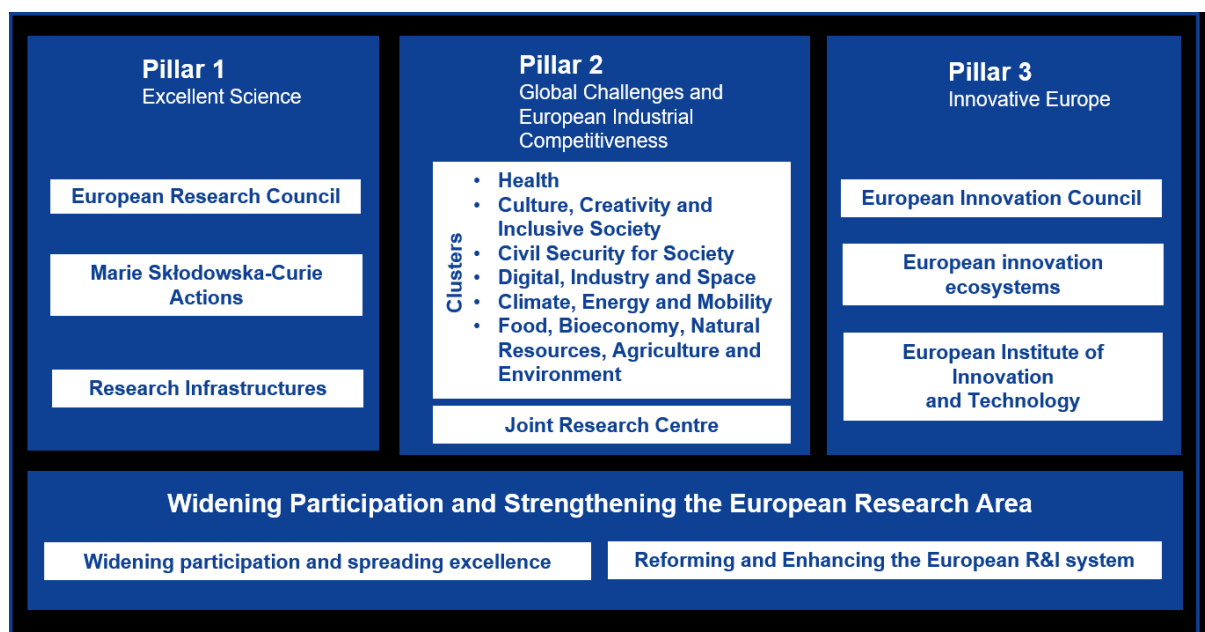 Pillar 1
Excellent Science
European Research Council
Marie Skłodowska-Curie
Actions
Research Infrastructures
Pillar 2
Global Challenges and
European Industrial
Competitiveness
Clusters
• Health
• Culture, Creativity and
Inclusive Society
• Civil Security for Society
• Digital, Industry and Space
• Climate, Energy and Mobility
• Food, Bioeconomy, Natural
Resources, Agriculture and
Environment
Joint Research Centre
Pillar 3
Innovative Europe
European Innovation Council
European innovation
ecosystems
European Institute of
Innovation
and Technology
Widening Participation and Strengthening the European Research Area
Widening participation and spreading excellence
Reforming and Enhancing the European R&I system